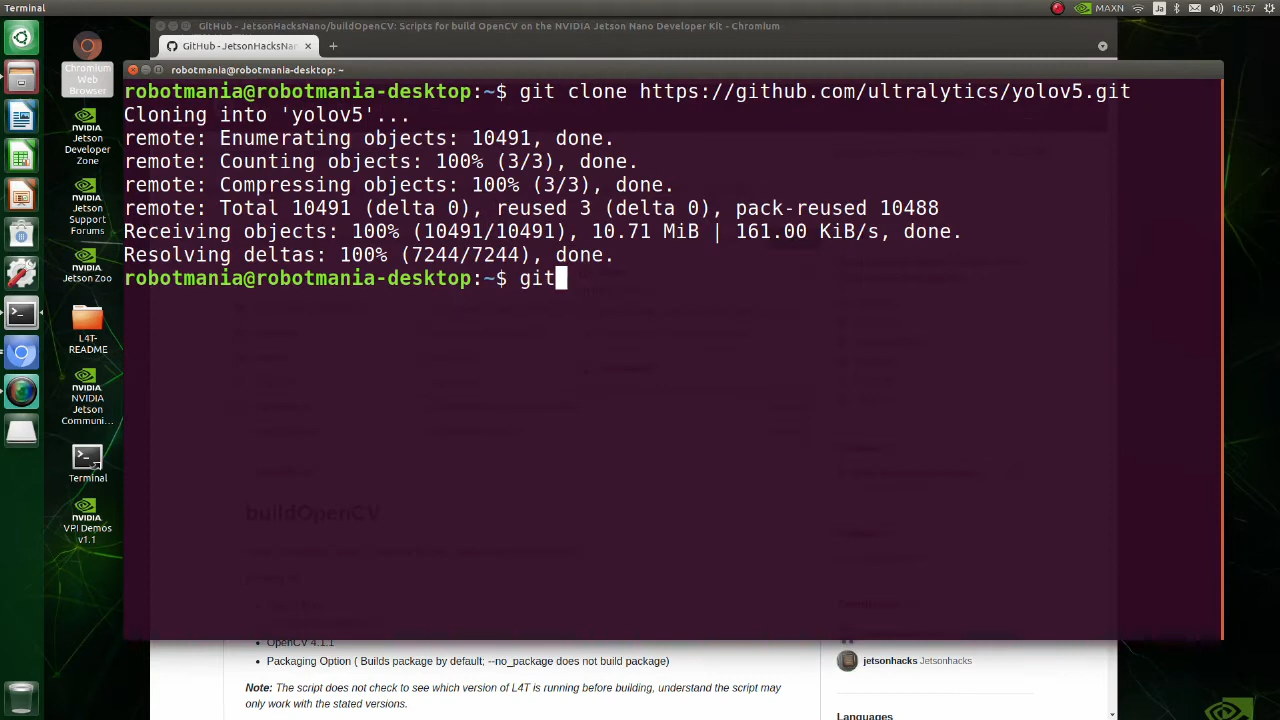 Terminal
MAXN
Ja
16:57
GitHub - JetsonHacksNano/buildOpenCV: Scripts for build OpenCV on the NVIDIA Jetson Nano Developer Kit - Chromium
GitHub - JetsonHacksNan
robotmania@robotmania-desktop: ~
robotmania@robotmania-desktop:~$ git clone https://github.com/ultralytics/yolov5.git
Cloning into 'yolov5'...
remote: Enumerating objects: 10491, done.
remote: Counting objects: 100% (3/3), done.
remote: Compressing objects: 100% (3/3), done.
remote: Total 10491 (delta 0), reused 3 (delta 0), pack-reused 10488
Receiving objects: 100% (10491/10491), 10.71 MiB | 161.00 KiB/s, done.
Resolving deltas: 100% (7244/7244), done.
robotmania@robotmania-desktop:~$ git
Chromium
Web
Browser
NVIDIA
Jetson
Developer
Zone
NVIDIA
Jetson
Support
Forums
NVIDIA
Jetson Zoo
L4T-
README
NVIDIA
NVIDIA
Jetson
Communi...
Terminal
NVIDIA
VPI Demos
v1.1
buildOpenCV
OpenCV 4.1.1
Packaging Option ( Builds package by default; --no_package does not build package)
Note: The script does not check to see which version of L4T is running before building, understand the script may
only work with the stated versions.
jetsonhacks Jetsonhacks
Languages